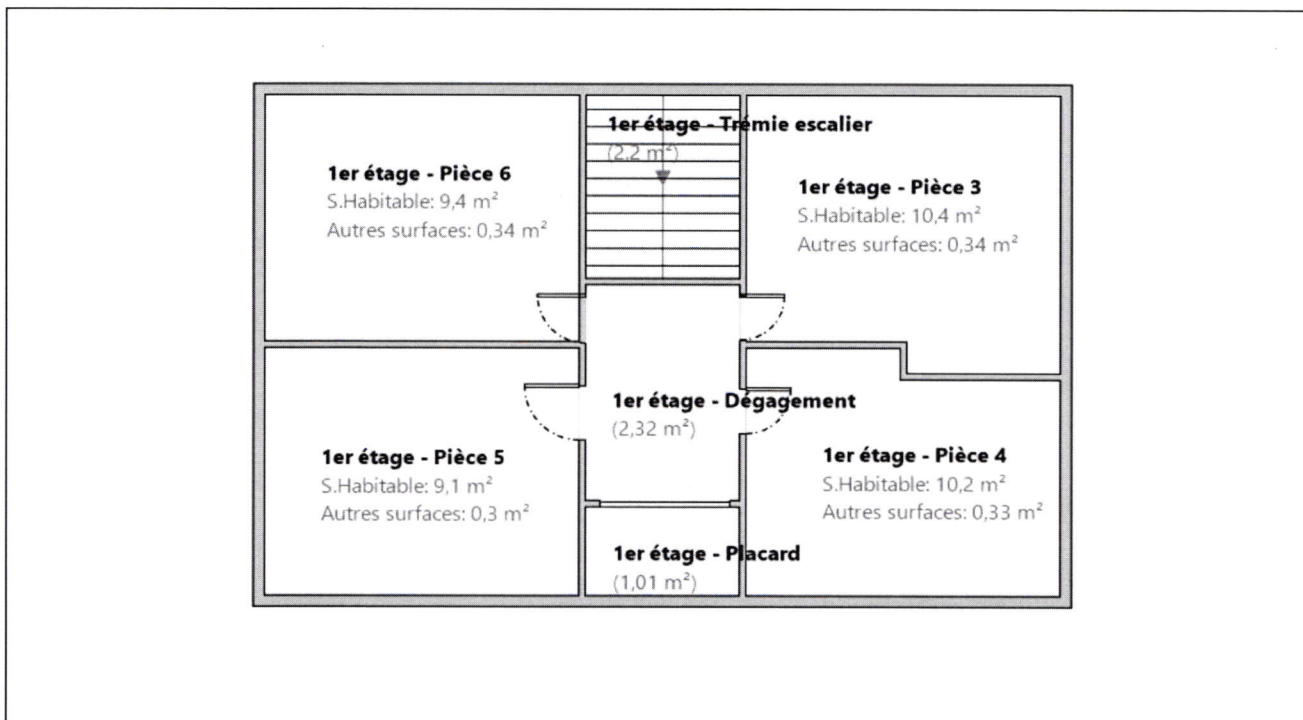 1er étage - Trémie escalier
(2,2 m²)
1er étage - Pièce 6
S.Habitable: 9,4 m²
Autres surfaces: 0,34 m²
1er étage - Pièce 3
S.Habitable: 10,4 m²
Autres surfaces: 0,34 m²
1er étage - Dégagement
(2,32 m²)
1er étage - Pièce 5
S.Habitable: 9,1 m²
Autres surfaces: 0,3 m²
1er étage - Pièce 4
S.Habitable: 10,2 m²
Autres surfaces: 0,33 m²
1er étage - Placard
(1,01 m²)